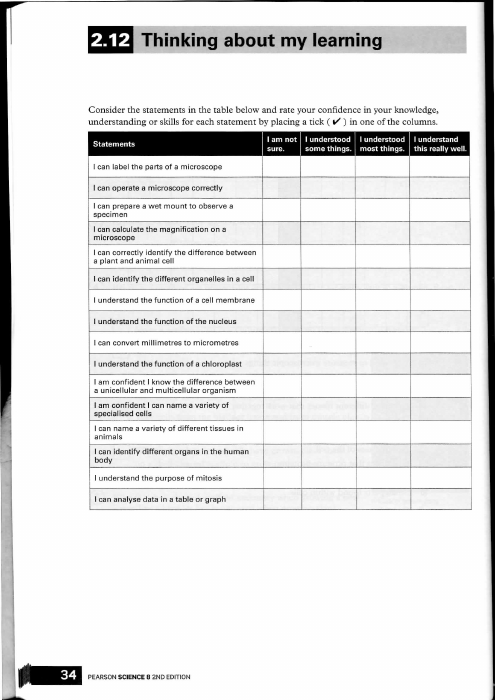 2.12 Thinking about my learning
Consider the statements in the table below and rate your confidence in your knowledge,
understanding or skills for each statement by placing a tick (✔) in one of the columns.
Statements
I am not
sure.
I understood
some things.
I understood
most things.
I understand
this really well.
I can label the parts of a microscope
I can operate a microscope correctly
I can prepare a wet mount to observe a
specimen
I can calculate the magnification on a
microscope
I can correctly identify the difference between
a plant and animal cell
I can identify the different organelles in a cell
I understand the function of a cell membrane
I understand the function of the nucleus
I can convert millimetres to micrometres
I understand the function of a chloroplast
I am confident I know the difference between
a unicellular and multicellular organism
I am confident I can name a variety of
specialised cells
I can name a variety of different tissues in
animals
I can identify different organs in the human
body
I understand the purpose of mitosis
I can analyse data in a table or graph
34 PEARSON SCIENCE 8 2ND EDITION